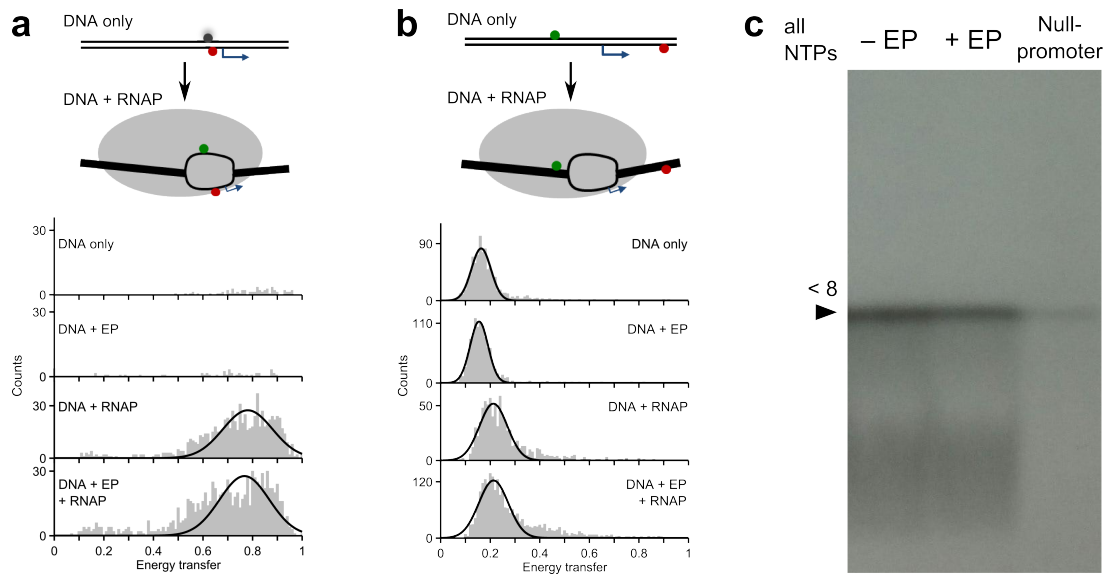 a
DNA only
DNA + RNAP
30
DNA only
0
30
DNA + EP
0
30
DNA + RNAP
0
30
DNA + EP
+ RNAP
0
0 0.2 0.4 0.6 0.8 1
Energy transfer
Counts
b
DNA only
DNA + RNAP
90
DNA only
0
110
DNA + EP
0
50
DNA + RNAP
0
120
DNA + EP
+ RNAP
0
0 0.2 0.4 0.6 0.8 1
Energy transfer
Counts
c
all
NTPs
– EP
+ EP
Null-
promoter
< 8